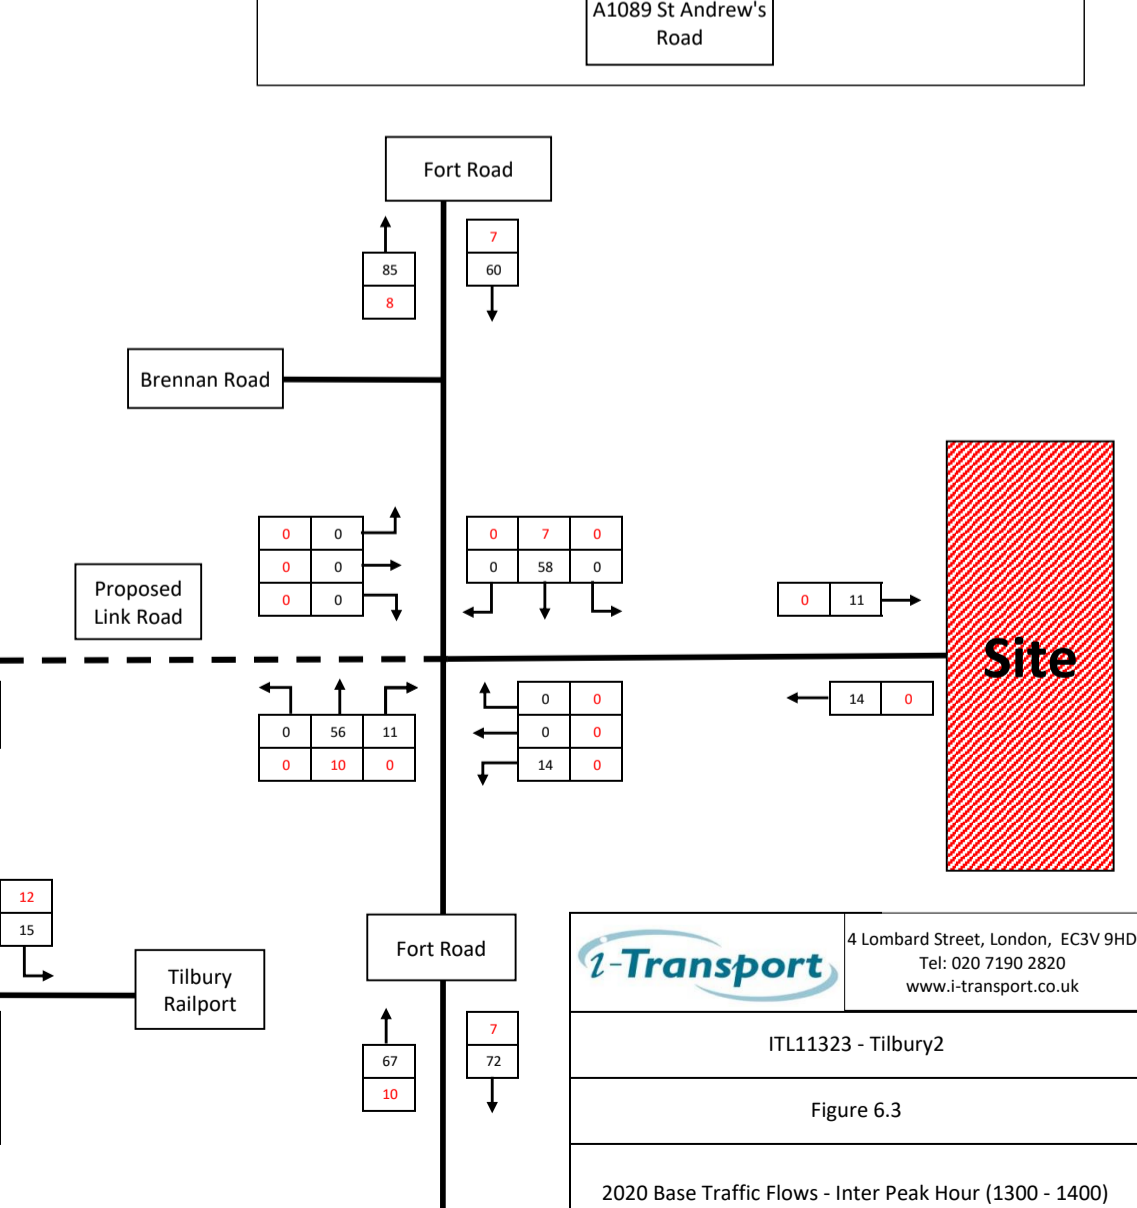 A1089 St Andrew's
Road
Fort Road
7
85
60
8
Brennan Road
0 0
0 7 0
0 0
0 58 0
0 0
Proposed
Link Road
0 11
Site
14 0
0 0
0 56 11
0 0
0 10 0
14 0
12
15
Fort Road
Tilbury
Railport
i-Transport
4 Lombard Street, London, EC3V 9HD
Tel: 020 7190 2820
www.i-transport.co.uk
7
67
72
10
ITL11323 - Tilbury2
Figure 6.3
2020 Base Traffic Flows - Inter Peak Hour (1300 - 1400)